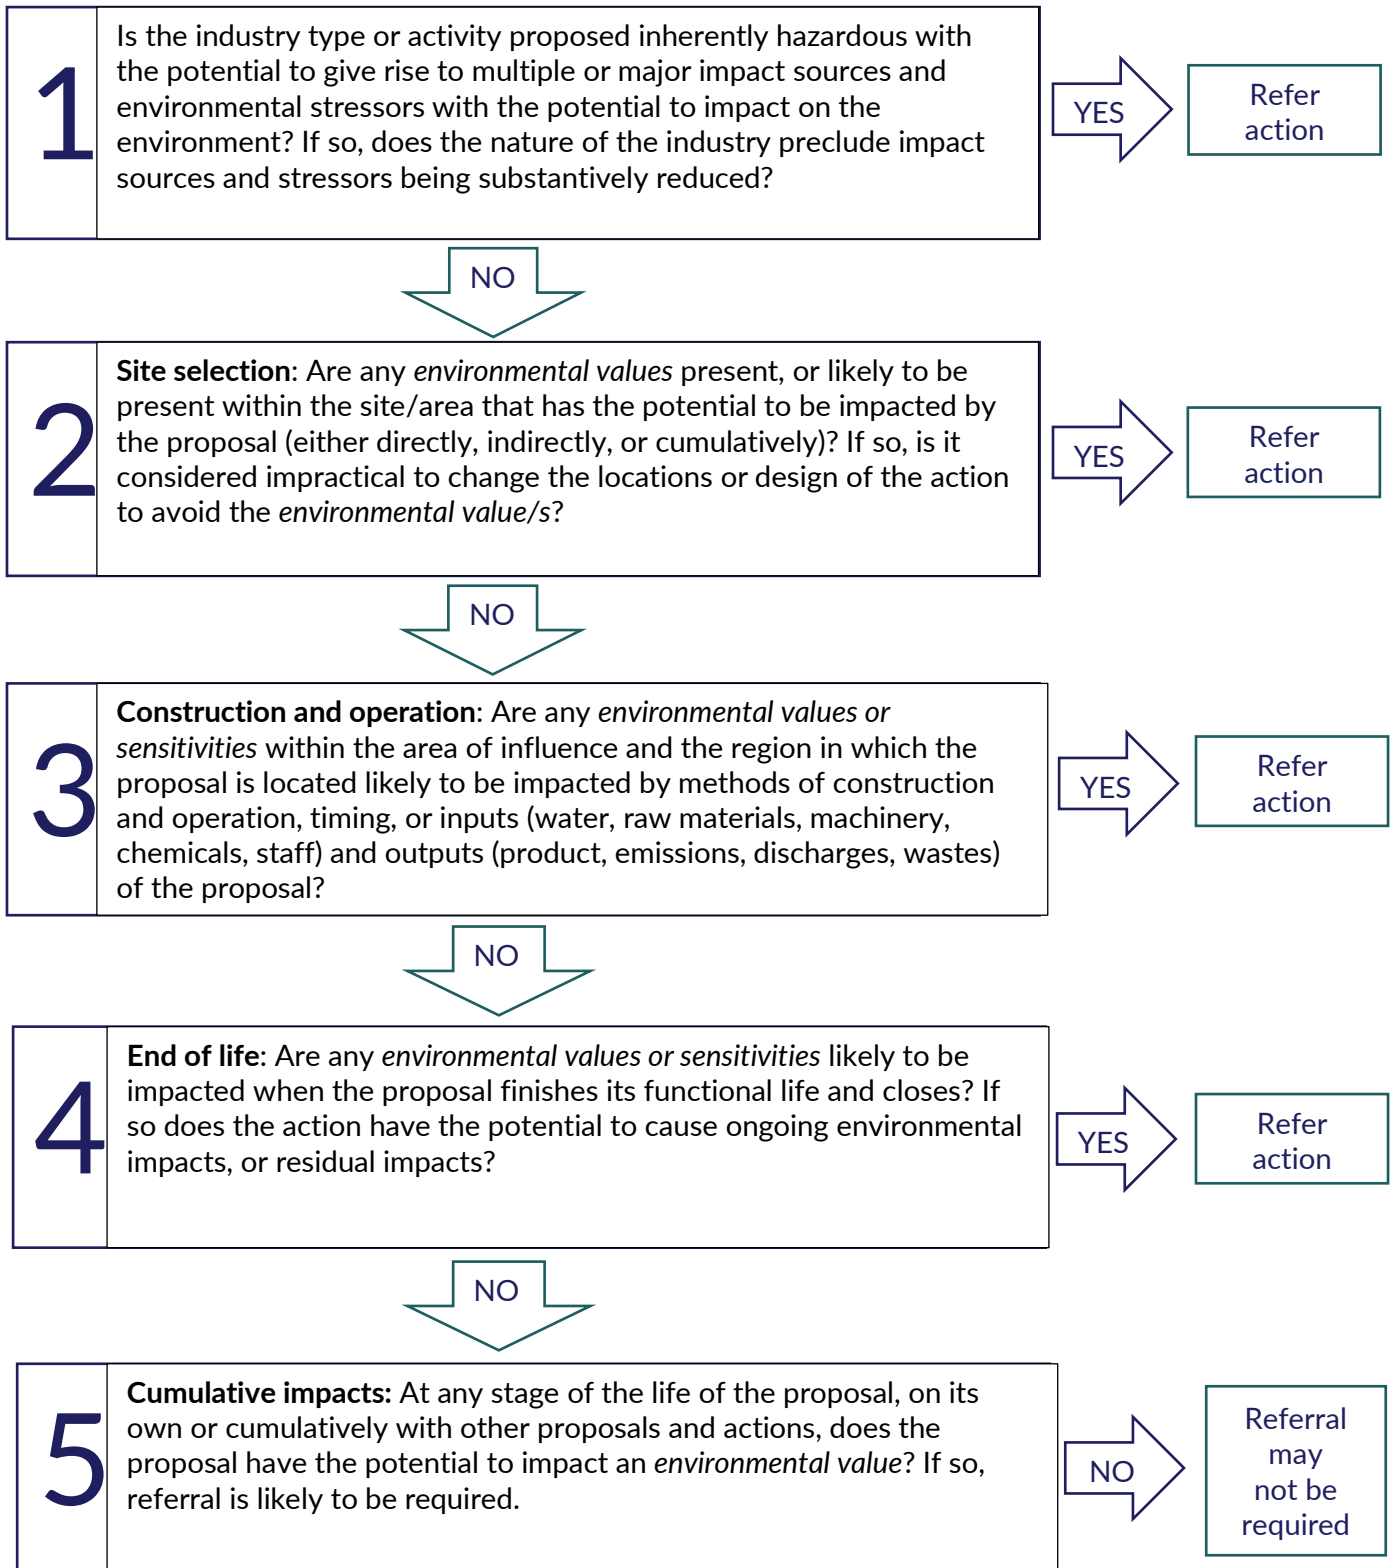 1
Is the industry type or activity proposed inherently hazardous with
the potential to give rise to multiple or major impact sources and
environmental stressors with the potential to impact on the
environment? If so, does the nature of the industry preclude impact
sources and stressors being substantively reduced?
YES
Refer
action
NO
2
Site selection: Are any environmental values present, or likely to be
present within the site/area that has the potential to be impacted by
the proposal (either directly, indirectly, or cumulatively)? If so, is it
considered impractical to change the locations or design of the action
to avoid the environmental value/s?
YES
Refer
action
NO
3
Construction and operation: Are any environmental values or
sensitivities within the area of influence and the region in which the
proposal is located likely to be impacted by methods of construction
and operation, timing, or inputs (water, raw materials, machinery,
chemicals, staff) and outputs (product, emissions, discharges, wastes)
of the proposal?
YES
Refer
action
NO
4
End of life: Are any environmental values or sensitivities likely to be
impacted when the proposal finishes its functional life and closes? If
so does the action have the potential to cause ongoing environmental
impacts, or residual impacts?
YES
Refer
action
NO
5
Cumulative impacts: At any stage of the life of the proposal, on its
own or cumulatively with other proposals and actions, does the
proposal have the potential to impact an environmental value? If so,
referral is likely to be required.
NO
Referral
may
not be
required